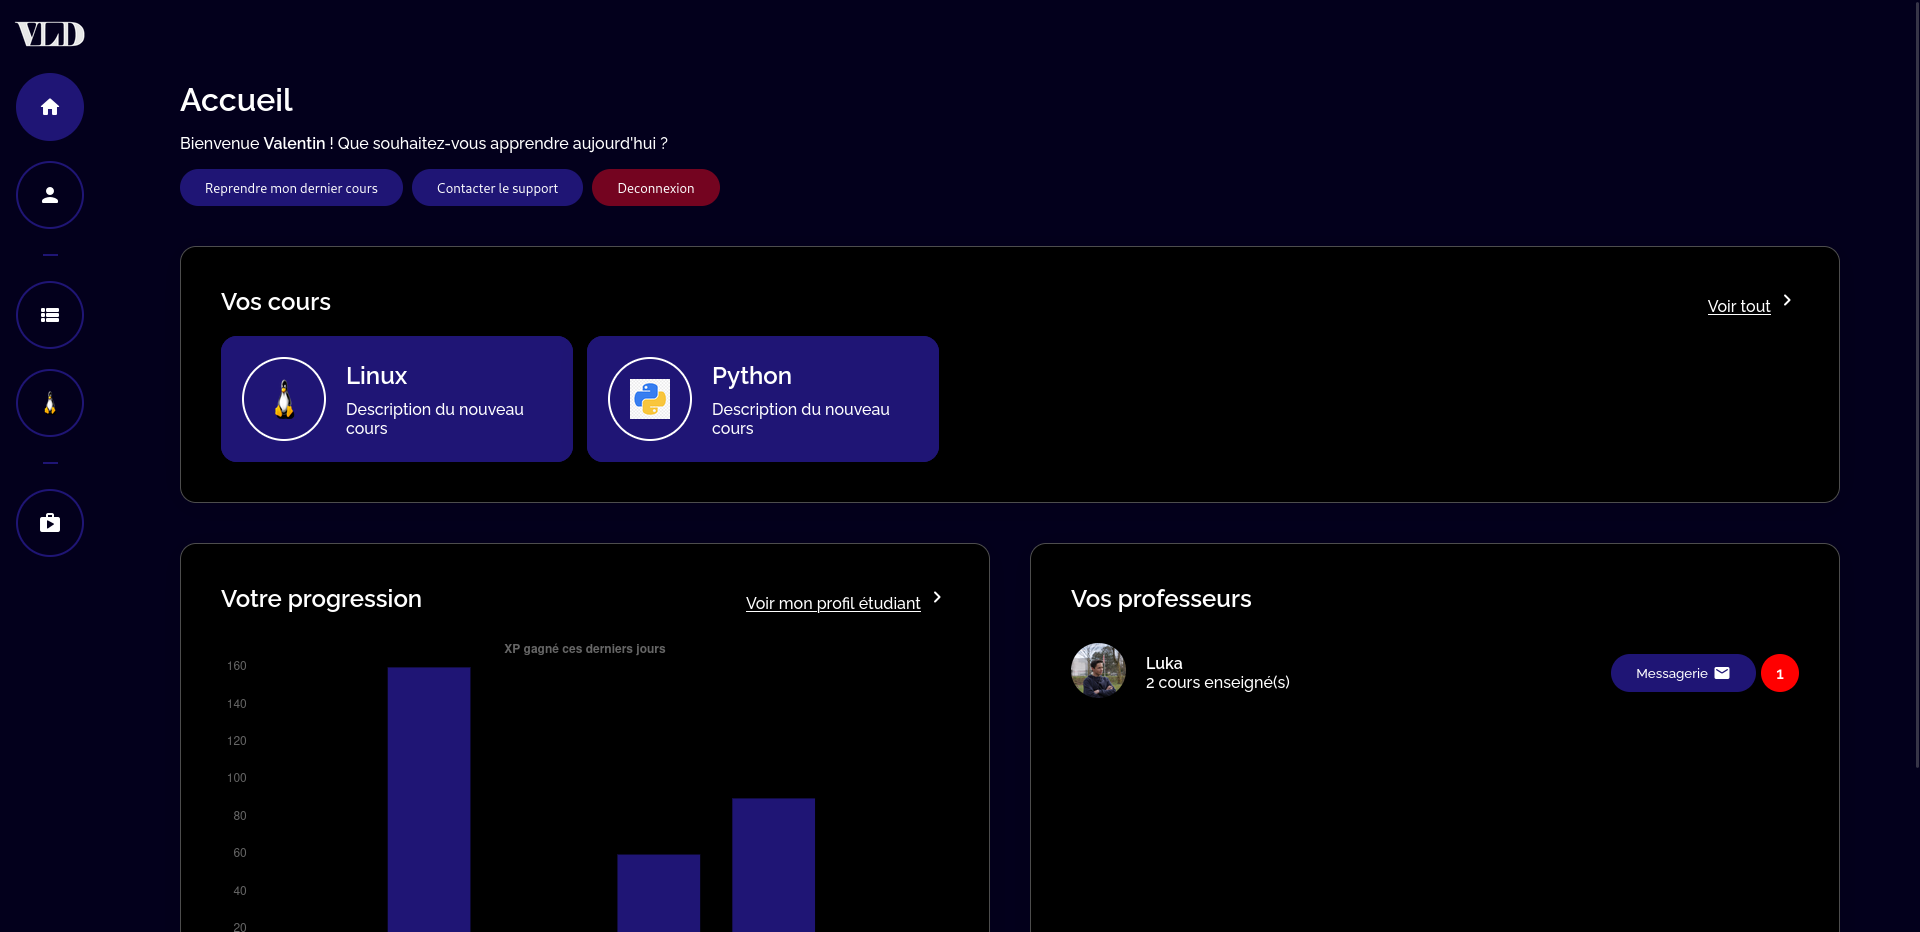 VLD
Accueil
Bienvenue Valentin ! Que souhaitez-vous apprendre aujourd'hui ?
Reprendre mon dernier cours
Contacter le support
Deconnexion
Vos cours
Voir tout
Linux
Description du nouveau
cours
Python
Description du nouveau
cours
Votre progression
Voir mon profil étudiant
XP gagné ces derniers jours
160
140
120
100
80
60
40
20
Vos professeurs
Luka
2 cours enseigné(s)
Messagerie
1